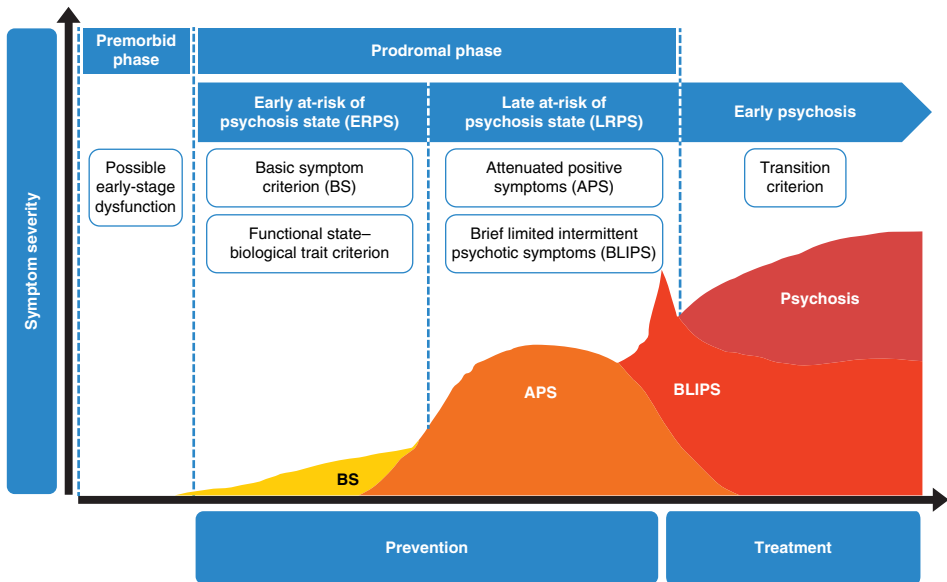 Premorbid
phase
Prodromal phase
Early at-risk of
psychosis state (ERPS)
Late at-risk of
psychosis state (LRPS)
Early psychosis
Possible
early-stage
dysfunction
Basic symptom
criterion (BS)
Attenuated positive
symptoms (APS)
Transition
criterion
Functional state–
biological trait criterion
Brief limited intermittent
psychotic symptoms (BLIPS)
Symptom severity
Psychosis
APS
BLIPS
BS
Prevention
Treatment